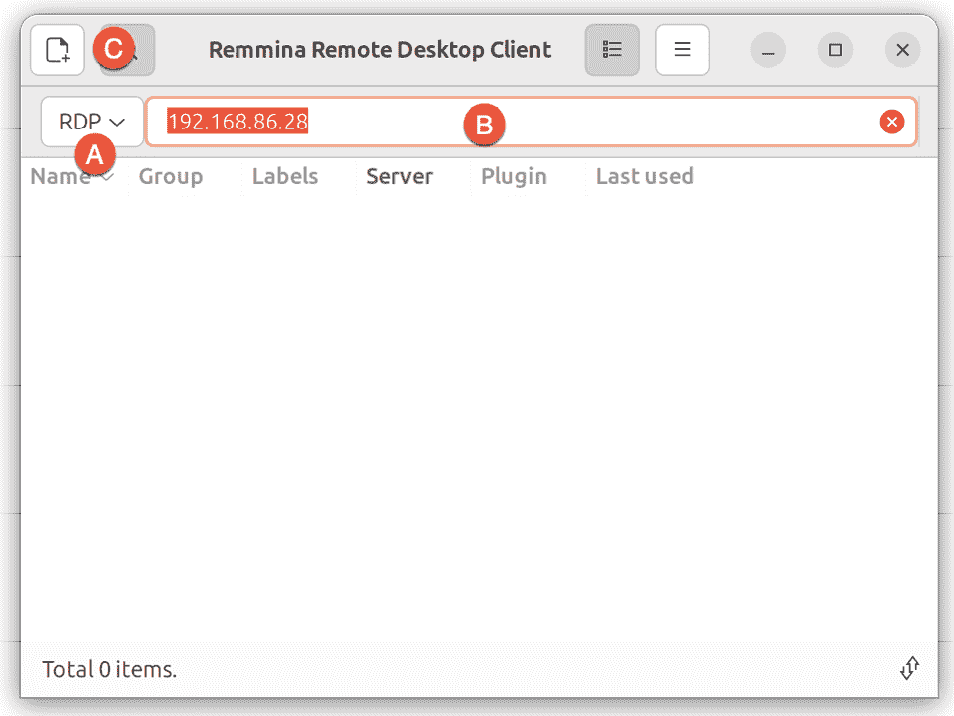 C Remmina Remote Desktop Client
RDP 192.168.86.28 B
A
Name Group Labels Server Plugin Last used
Total 0 items.